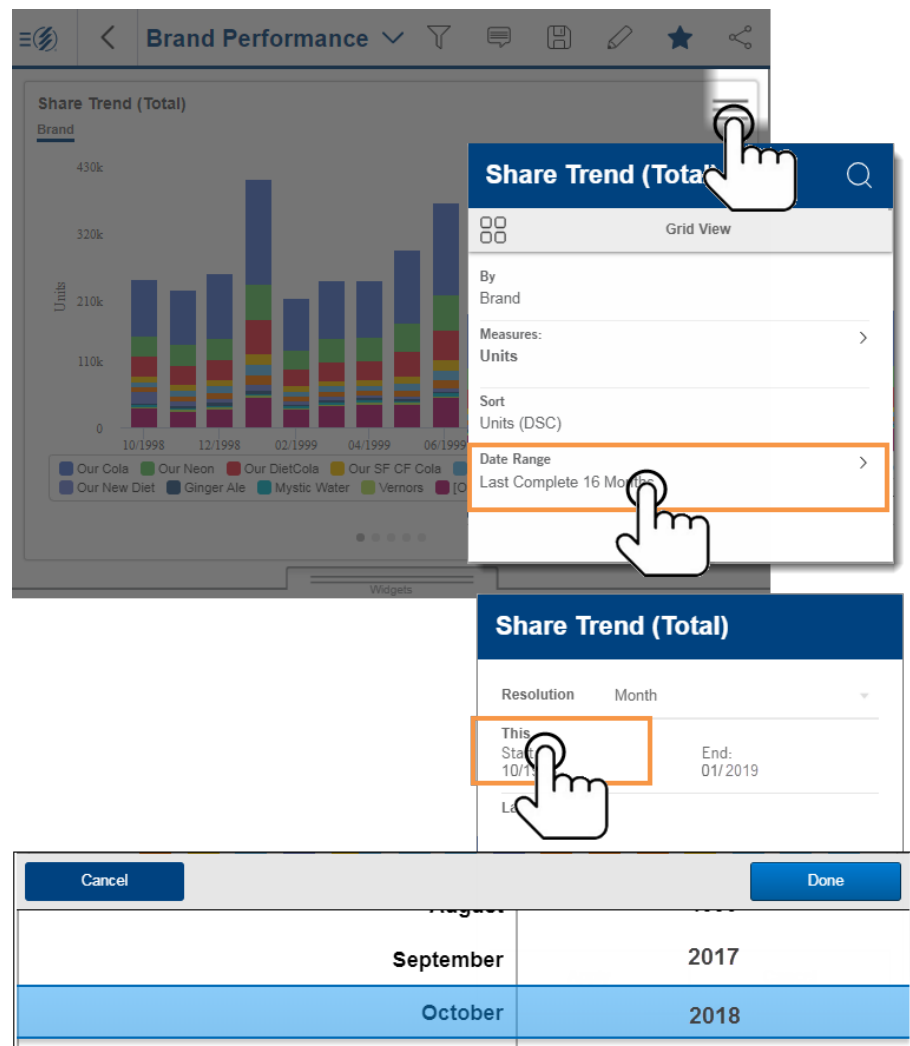 Brand Performance
Share Trend (Total)
Brand
430k
320k
210k
110k
0
Units
10/1998 12/1998 02/1999 04/1999 06/1999
Our Cola Our Neon Our DietCola Our SF CF Cola
Our New Diet Ginger Ale Mystic Water Vernors
Widgets
Share Trend
Grid View
By
Brand
Measures:
Units
Sort
Units (DSC)
Date Range
Last Complete 16 Months
Share Trend (Total)
Resolution Month
This
End:
01/2019
Cancel Done
August
September 2017
October 2018